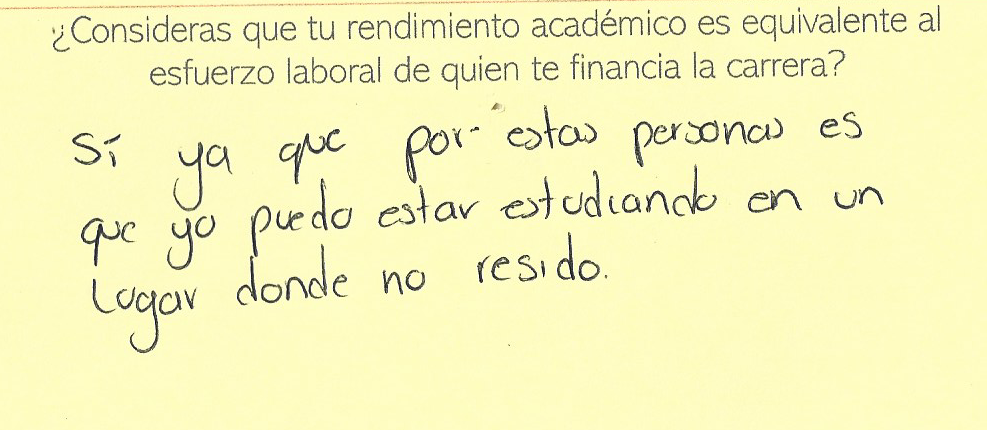 ¿Consideras que tu rendimiento académico es equivalente al
esfuerzo laboral de quien te financia la carrera?
Sí ya que por estas personas es
que yo puedo estar estudiando en un
Lugar donde no resido.